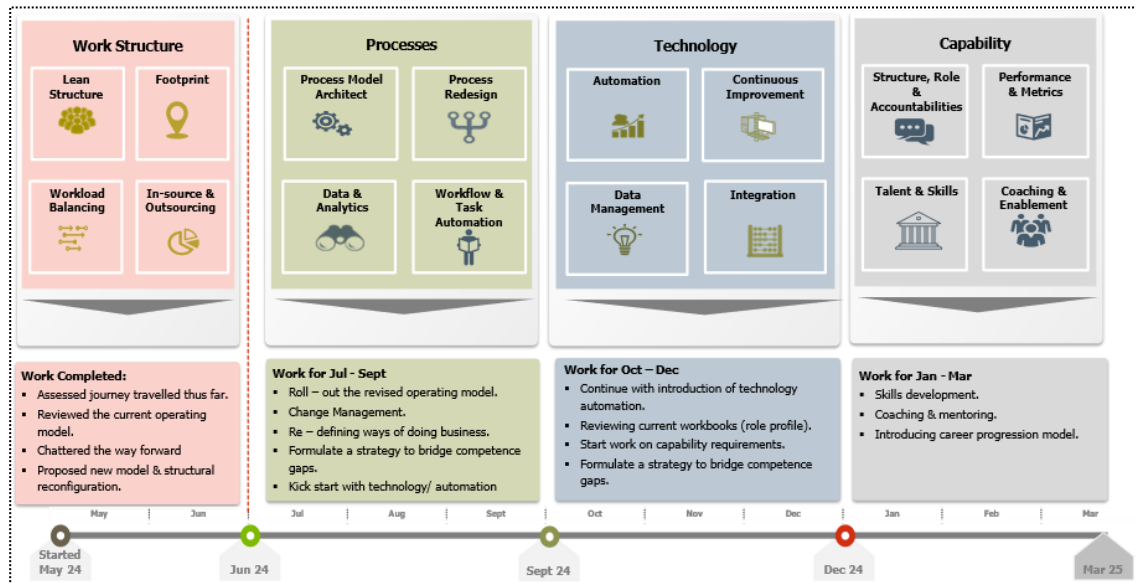 Work Structure
Lean
Structure
Footprint
Workload
Balancing
In-source &
Outsourcing
Processes
Process Model
Architect
Process
Redesign
Data &
Analytics
Workflow &
Task
Automation
Technology
Automation
Continuous
Improvement
Data
Management
Integration
Capability
Structure, Role
&
Accountabilities
Performance
& Metrics
Talent & Skills
Coaching &
Enablement
Work Completed:
▪ Assessed journey travelled thus far.
▪ Reviewed the current operating
model.
▪ Chattered the way forward
▪ Proposed new model & structural
reconfiguration.
Work for Jul - Sept
▪ Roll – out the revised operating model.
▪ Change Management.
▪ Re – defining ways of doing business.
▪ Formulate a strategy to bridge competence
gaps.
▪ Kick start with technology/ automation
Work for Oct – Dec
▪ Continue with introduction of technology
automation.
▪ Reviewing current workbooks (role profile).
▪ Start work on capability requirements.
▪ Formulate a strategy to bridge competence
gaps.
Work for Jan - Mar
▪ Skills development.
▪ Coaching & mentoring.
▪ Introducing career progression model.
May
Jun
Jul
Aug
Sept
Oct
Nov
Dec
Jan
Feb
Mar
Started
May 24
Jun 24
Sept 24
Dec 24
Mar 25